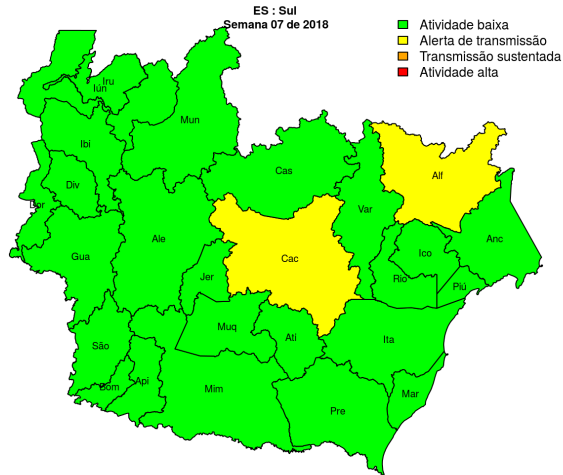 ES : Sul
Semana 07 de 2018
Atividade baixa
Alerta de transmissão
Transmissão sustentada
Atividade alta
Iru
Iún
Mun
Ibi
Cas
Alf
Div
Dor
Var
Ale
Anc
Gua
Cac
Ico
Jer
Rio
Piú
Muq
Ati
Ita
São
Api
Dom
Mim
Mar
Pre